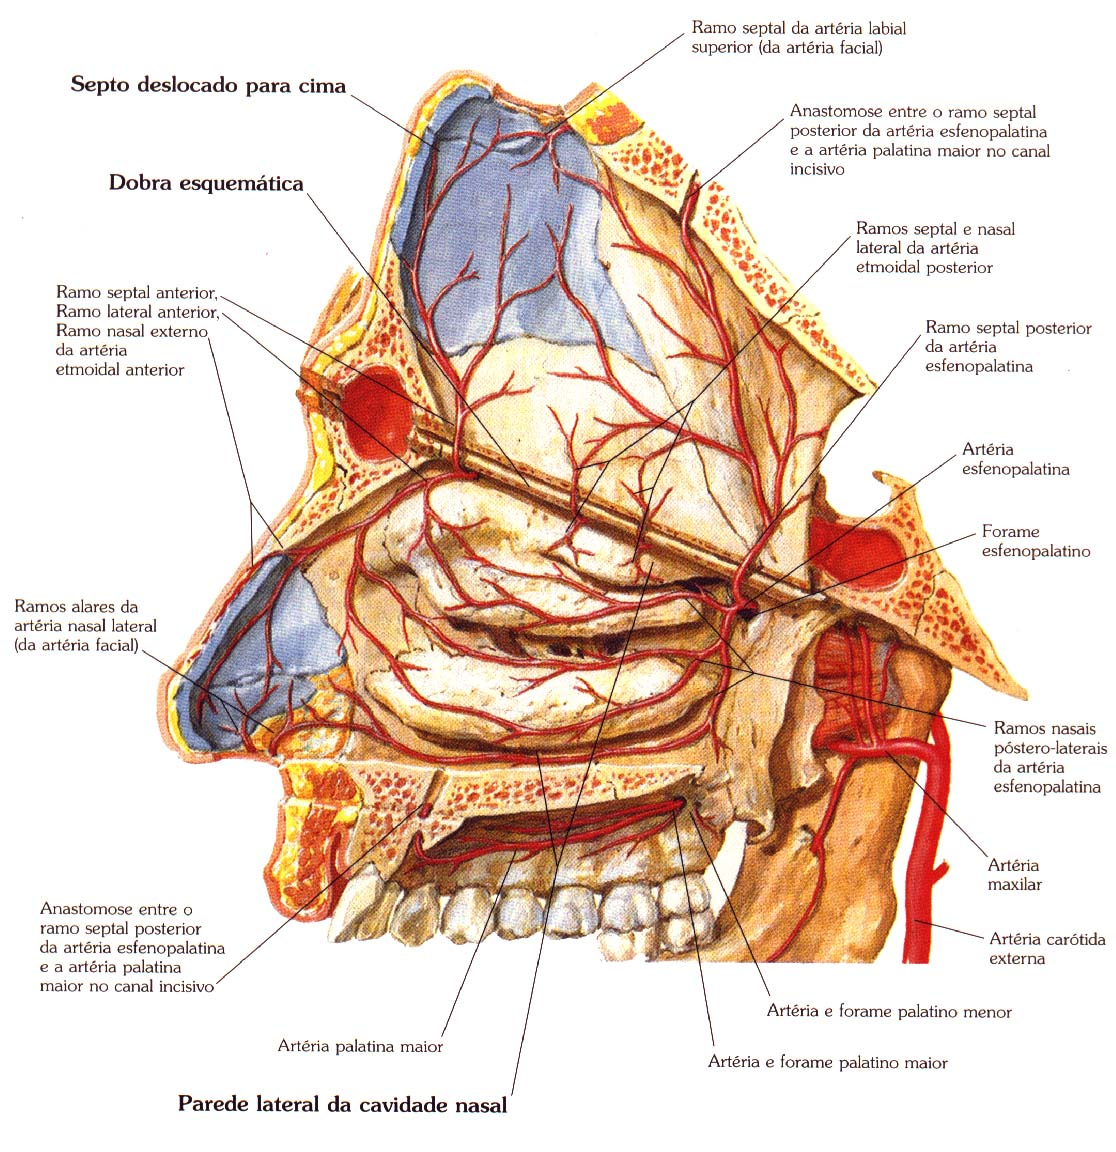 Ramo septal da artéria labial
superior (da artéria facial)
Septo deslocado para cima
Anastomose entre o ramo septal
posterior da artéria esfenopalatina
e a artéria palatina maior no canal
incisivo
Dobra esquemática
Ramos septal e nasal
lateral da artéria
etmoidal posterior
Ramo septal anterior,
Ramo lateral anterior,
Ramo nasal externo
da artéria
etmoidal anterior
Ramo septal posterior
da artéria
esfenopalatina
Artéria
esfenopalatina
Forame
esfenopalatino
Ramos alares da
artéria nasal lateral
(da artéria facial)
Ramos nasais
póstero-laterais
da artéria
esfenopalatina
Artéria
maxilar
Anastomose entre o
ramo septal posterior
da artéria esfenopalatina
e a artéria palatina
maior no canal incisivo
Artéria carótida
externa
Artéria e forame palatino menor
Artéria palatina maior
Artéria e forame palatino maior
Parede lateral da cavidade nasal